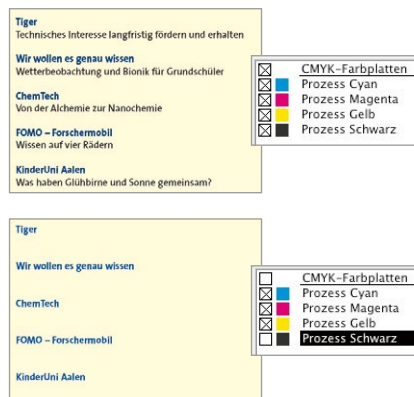 Tiger
Technisches Interesse langfristig fördern und erhalten
Wir wollen es genau wissen
Wetterbeobachtung und Bionik für Grundschüler
ChemTech
Von der Alchemie zur Nanochemie
FOMO – Forschermobil
Wissen auf vier Rädern
KinderUni Aalen
Was haben Glühbirne und Sonne gemeinsam?
CMYK-Farbplatten
Prozess Cyan
Prozess Magenta
Prozess Gelb
Prozess Schwarz
Tiger
Wir wollen es genau wissen
ChemTech
FOMO – Forschermobil
KinderUni Aalen
CMYK-Farbplatten
Prozess Cyan
Prozess Magenta
Prozess Gelb
Prozess Schwarz